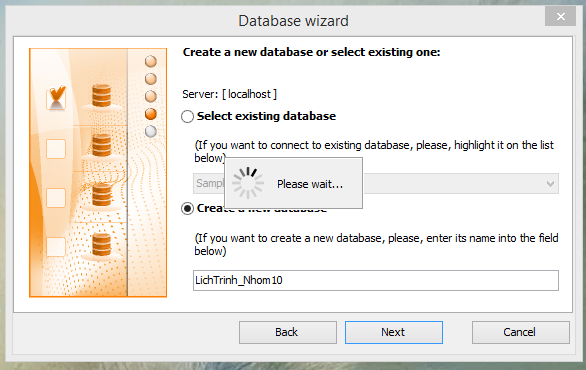 Database wizard
Create a new database or select existing one:
Server: [ localhost ]
Select existing database
(If you want to connect to existing database, please, highlight it on the list
below)
Please wait...
Create a new database
(If you want to create a new database, please, enter its name into the field
below)
LichTrinh_Nhom10
Back
Next
Cancel